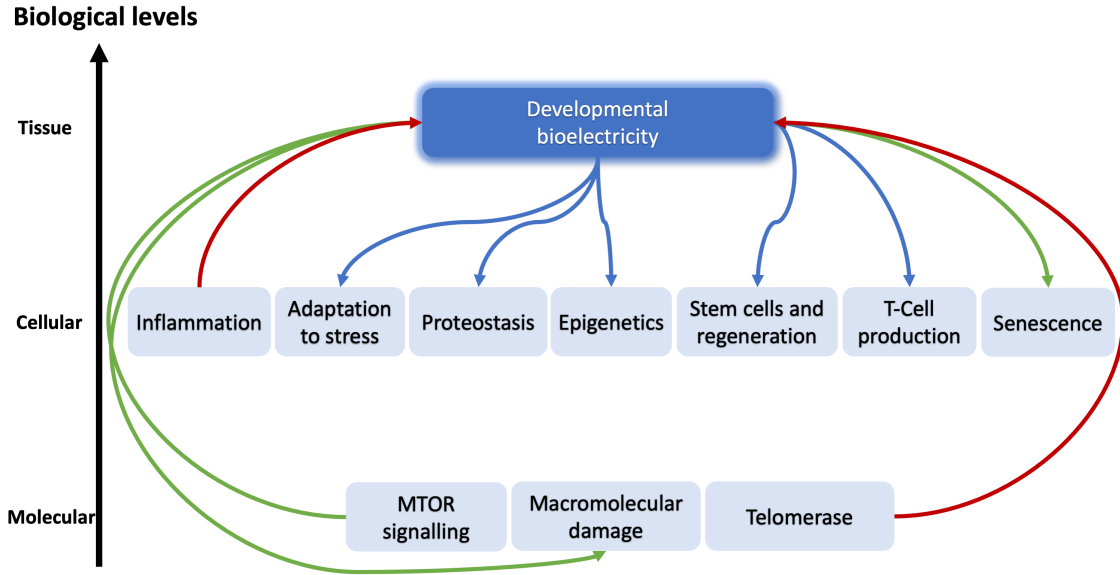 Biological levels
Tissue
Developmental
bioelectricity
Cellular
Inflammation
Adaptation
to stress
Proteostasis
Epigenetics
Stem cells and
regeneration
T-Cell
production
Senescence
Molecular
MTOR
signalling
Macromolecular
damage
Telomerase